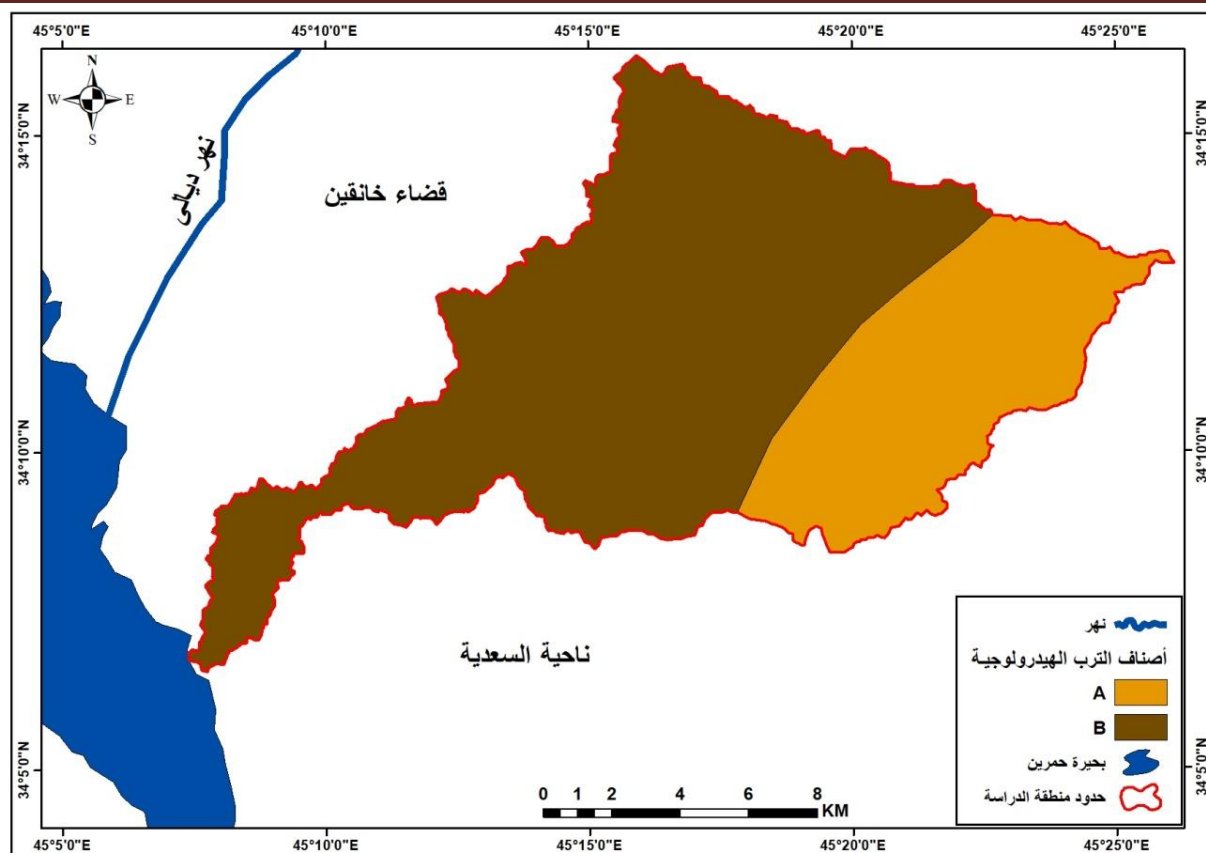 45°5'0"E 45°10'0"E 45°15'0"E 45°20'0"E 45°25'0"E
N
W E
S
34°15'0"N 34°15'0"N
نهر ديالى
قضاء خانقين
34°10'0"N 34°10'0"N
ناحية السعدية
34°5'0"N 34°5'0"N
نهر
أصناف الترب الهيدرولوجية
A
B
بحيرة حمرين
حدود منطقة الدراسة
0 1 2 4 6 8
KM
45°5'0"E 45°10'0"E 45°15'0"E 45°20'0"E 45°25'0"E